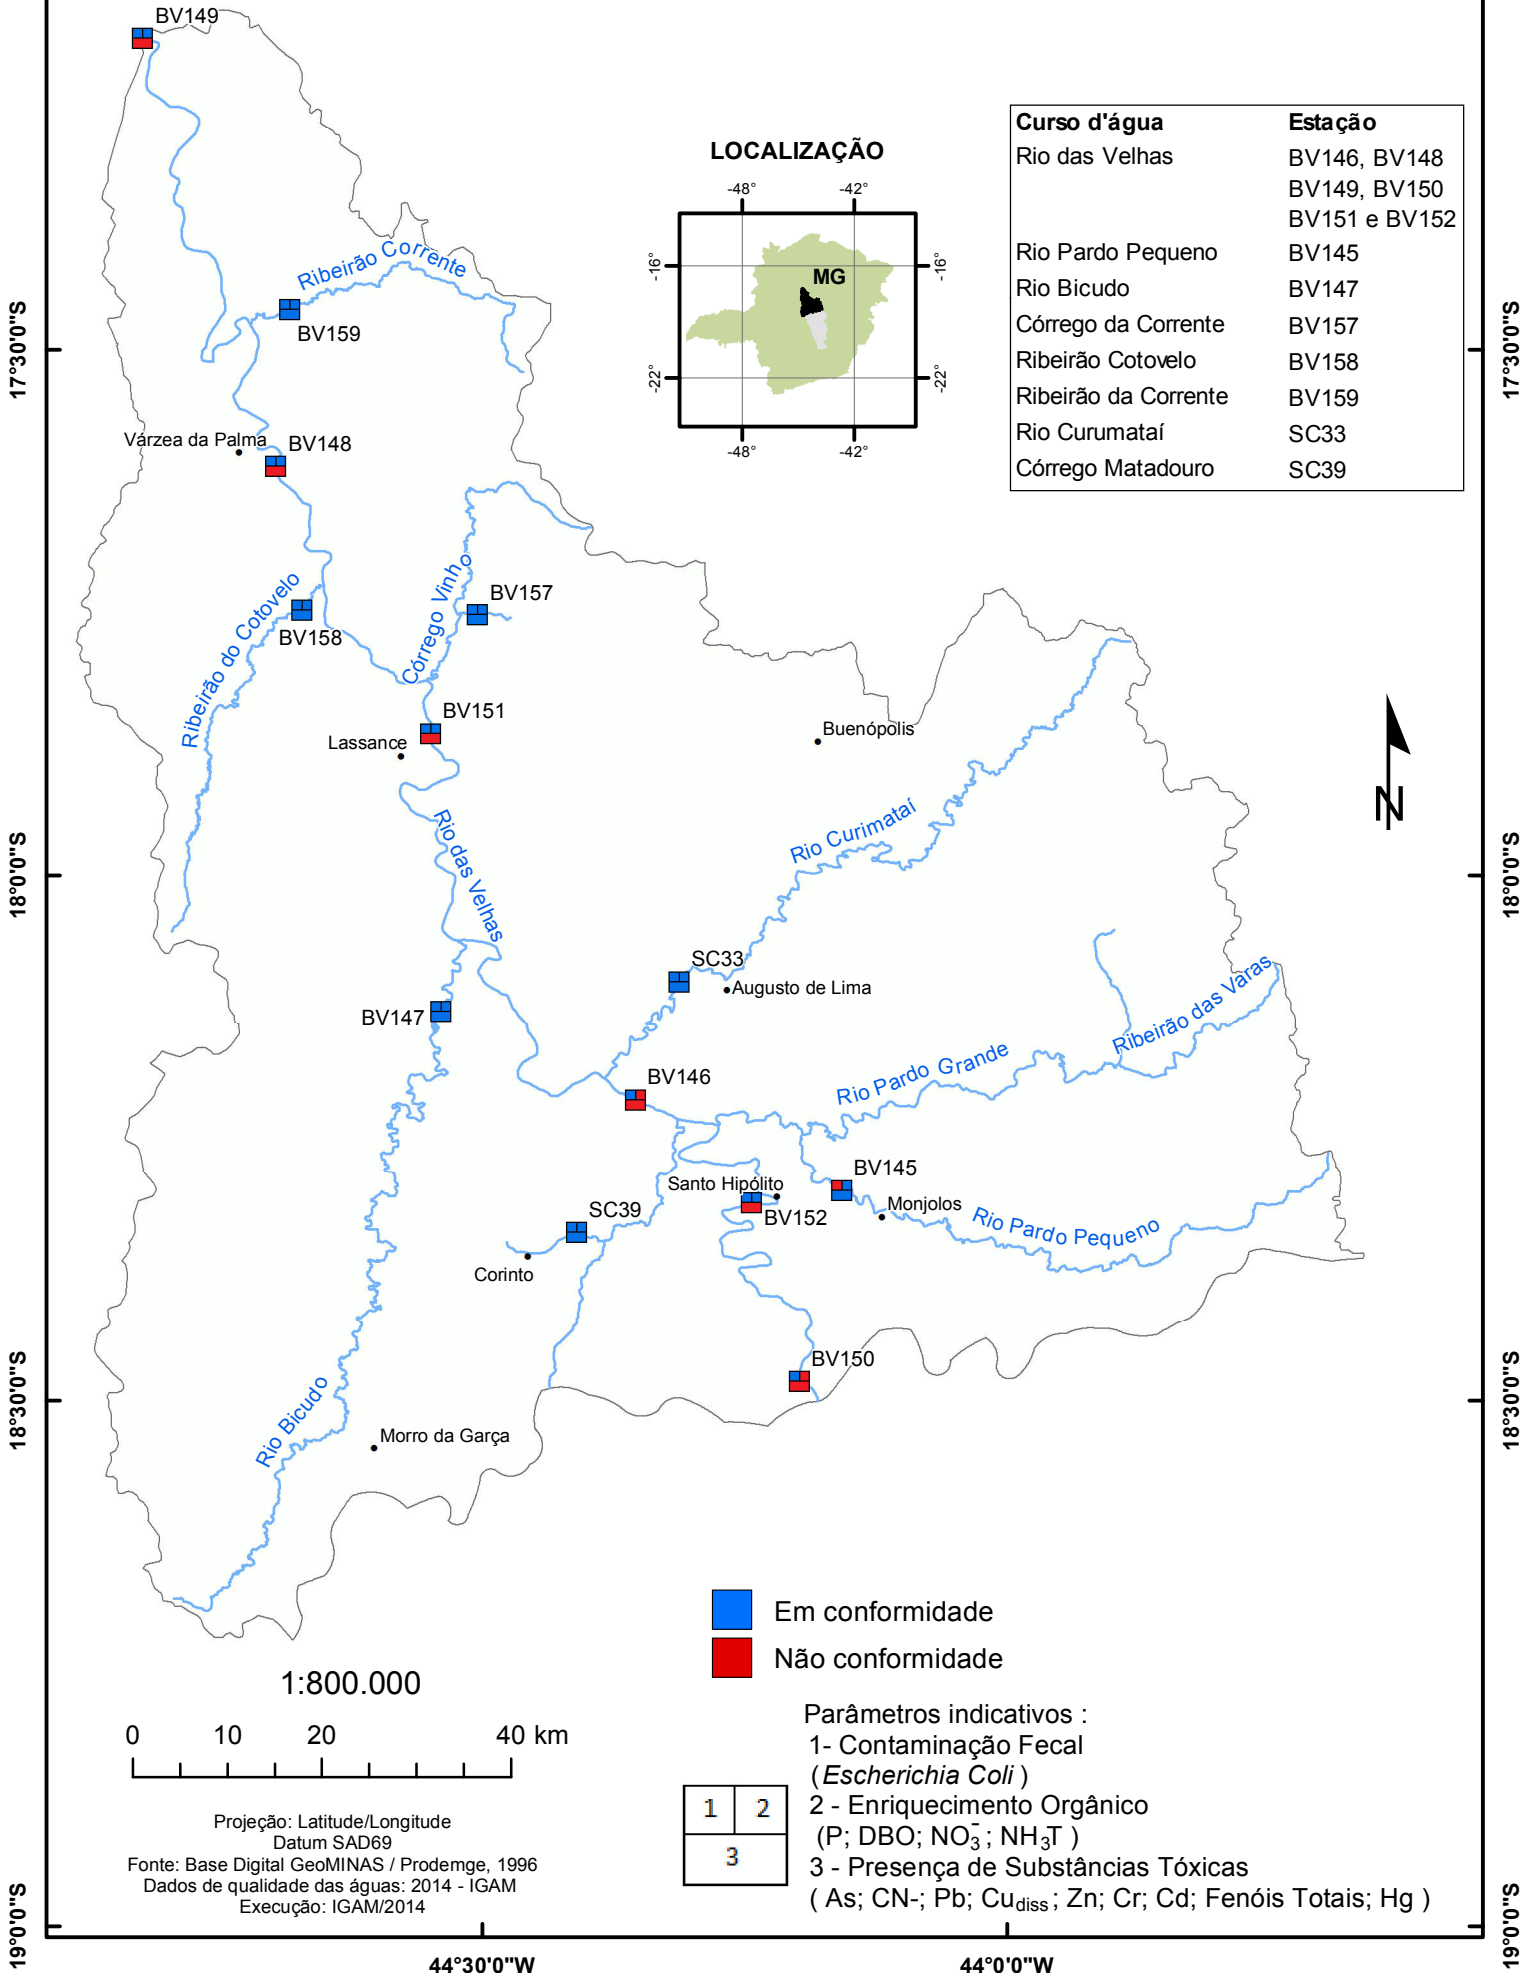 BV149
LOCALIZAÇÃO
-48°
-42°
-16°
-16°
MG
-22°
-22°
-48°
-42°
Curso d'água Estação
Rio das Velhas BV146, BV148
BV149, BV150
BV151 e BV152
Rio Pardo Pequeno BV145
Rio Bicudo BV147
Córrego da Corrente BV157
Ribeirão Cotovelo BV158
Ribeirão da Corrente BV159
Rio Curumataí SC33
Córrego Matadouro SC39
Ribeirão Corrente
BV159
17°30'0"S
17°30'0"S
Várzea da Palma
BV148
Córrego Vinho
BV157
Ribeirão do Cotovelo
BV158
BV151
Lassance
Buenópolis
N
Rio das Velhas
Rio Curimataí
18°0'0"S
18°0'0"S
SC33
Augusto de Lima
BV147
Ribeirão das Varas
Rio Pardo Grande
BV146
BV145
Santo Hipólito
Monjolos
BV152
Rio Pardo Pequeno
SC39
Corinto
BV150
18°30'0"S
18°30'0"S
Rio Bicudo
Morro da Garça
Em conformidade
Não conformidade
1:800.000
0 10 20 40 km
Projeção: Latitude/Longitude
Datum SAD69
Fonte: Base Digital GeoMINAS / Prodemge, 1996
Dados de qualidade das águas: 2014 - IGAM
Execução: IGAM/2014
Parâmetros indicativos :
1- Contaminação Fecal
(Escherichia Coli )
2 - Enriquecimento Orgânico
(P; DBO; NO₃⁻; NH₃T )
3 - Presença de Substâncias Tóxicas
( As; CN-; Pb; Cu diss; Zn; Cr; Cd; Fenóis Totais; Hg )
1 2
3
19°0'0"S
19°0'0"S
44°30'0"W
44°0'0"W